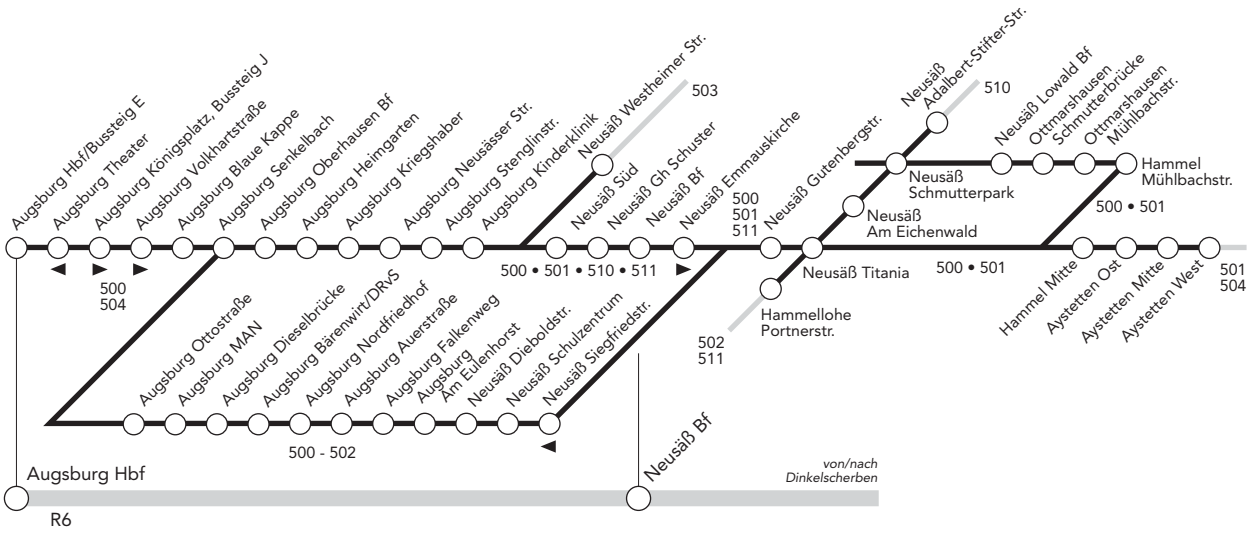 Augsburg Hbf/Bussteig E
Augsburg Theater
Augsburg Königsplatz, Bussteig J
Augsburg Volkhartstraße
Augsburg Blaue Kappe
Augsburg Senkelbach
Augsburg Oberhausen Bf
Augsburg Heimgarten
Augsburg Kriegshaber
Augsburg Neusässer Str.
Augsburg Stenglinstr.
Augsburg Kinderklinik
Neusäß Westheimer Str.
503
Neusäß Süd
Neusäß Gh Schuster
Neusäß Bf
Neusäß Emmauskirche
500
501
511
Neusäß Gutenbergstr.
Neusäß
Adalbert-Stifter-Str.
510
Neusäß Lowald Bf
Ottmarshausen
Schmutterbrücke
Ottmarshausen
Mühlbachstr.
Hammel
Mühlbachstr.
Neusäß
Schmutterpark
Neusäß
Am Eichenwald
500 • 501
500
504
500 • 501 • 510 • 511
Neusäß Titania
500 • 501
Hammel Mitte
Aystetten Ost
Aystetten Mitte
Aystetten West
501
504
Hammellohe
Portnerstr.
502
511
Augsburg Ottostraße
Augsburg MAN
Augsburg Dieselbrücke
Augsburg Bärenwirt/DRvS
Augsburg Nordfriedhof
Augsburg Auerstraße
Augsburg Falkenweg
Augsburg
Am Eulenhorst
Neusäß Dieboldstr.
Neusäß Schulzentrum
Neusäß Siegfriedstr.
500 - 502
Augsburg Hbf
Neusäß Bf
von/nach
Dinkelscherben
R6